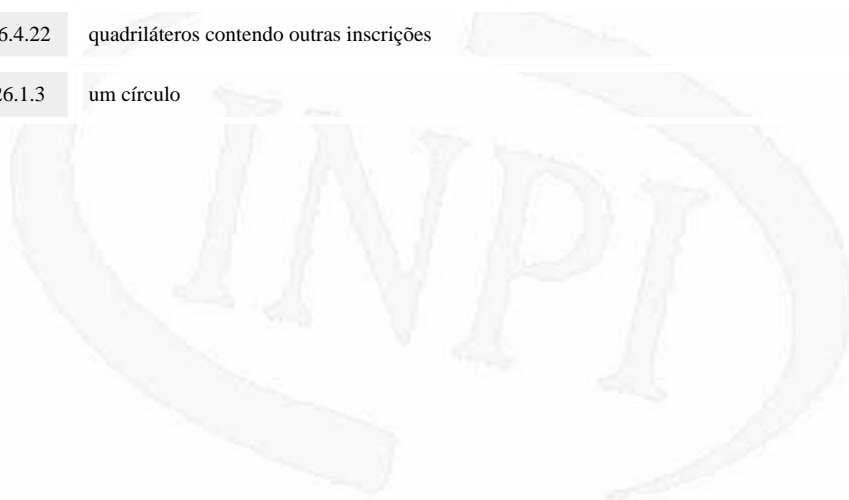 6.4.22 quadriláteros contendo outras inscrições
26.1.3 um círculo
INPI